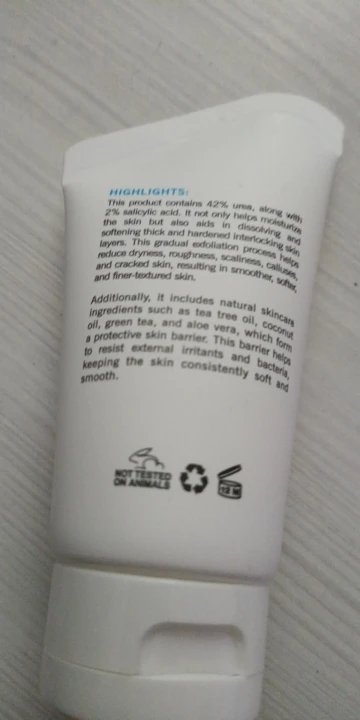 HIGHLIGHTS:
This product contains 42% urea, along with
2% salicylic acid. It not only helps moisturize
the skin but also aids in dissolving and
softening thick and hardened interlocking skin
layers. This gradual exfoliation process helps
reduce dryness, roughness, scaliness, calluses,
and cracked skin, resulting in smoother, softer,
and finer-textured skin.
Additionally, it includes natural skincare
ingredients such as tea tree oil, coconut
oil, green tea, and aloe vera, which form
a protective skin barrier. This barrier helps
to resist external irritants and bacteria,
keeping the skin consistently soft and
smooth.
NOT TESTED
ON ANIMALS
12 M